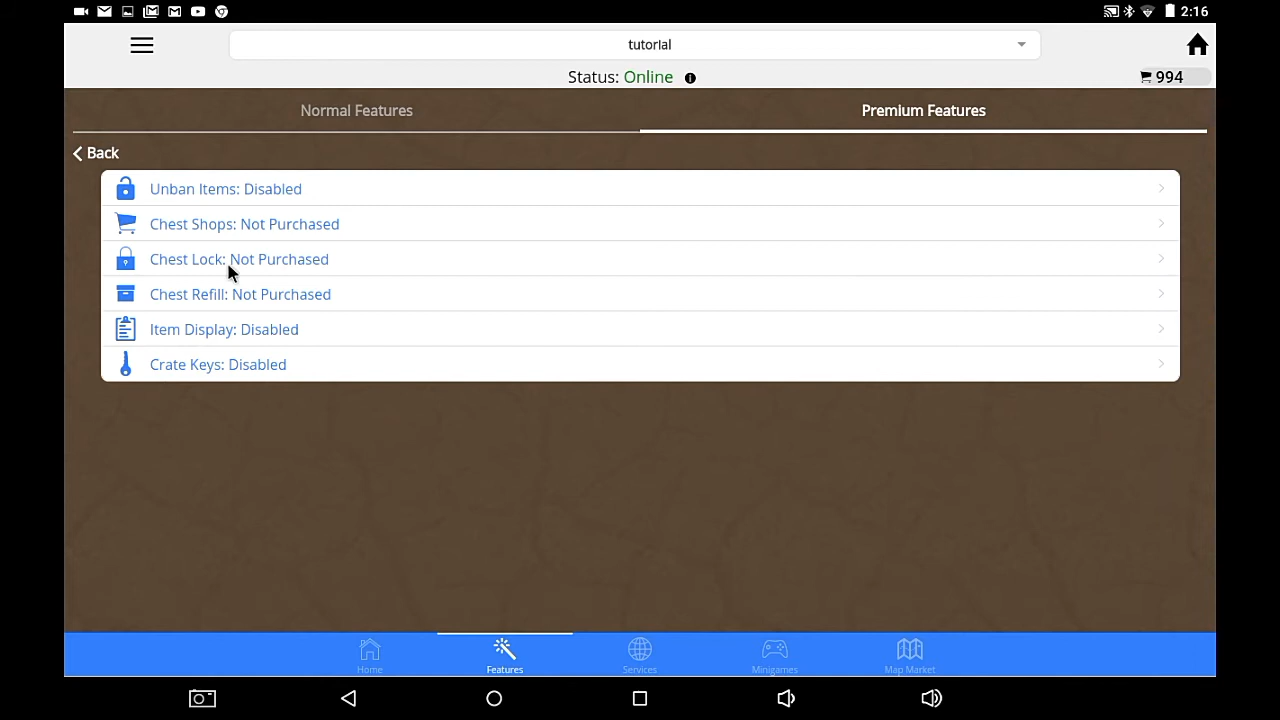 2:16
tutorial
Status: Online
994
Normal Features
Premium Features
Back
Unban Items: Disabled
Chest Shops: Not Purchased
Chest Lock: Not Purchased
Chest Refill: Not Purchased
Item Display: Disabled
Crate Keys: Disabled
Home
Features
Services
Minigames
Map Market